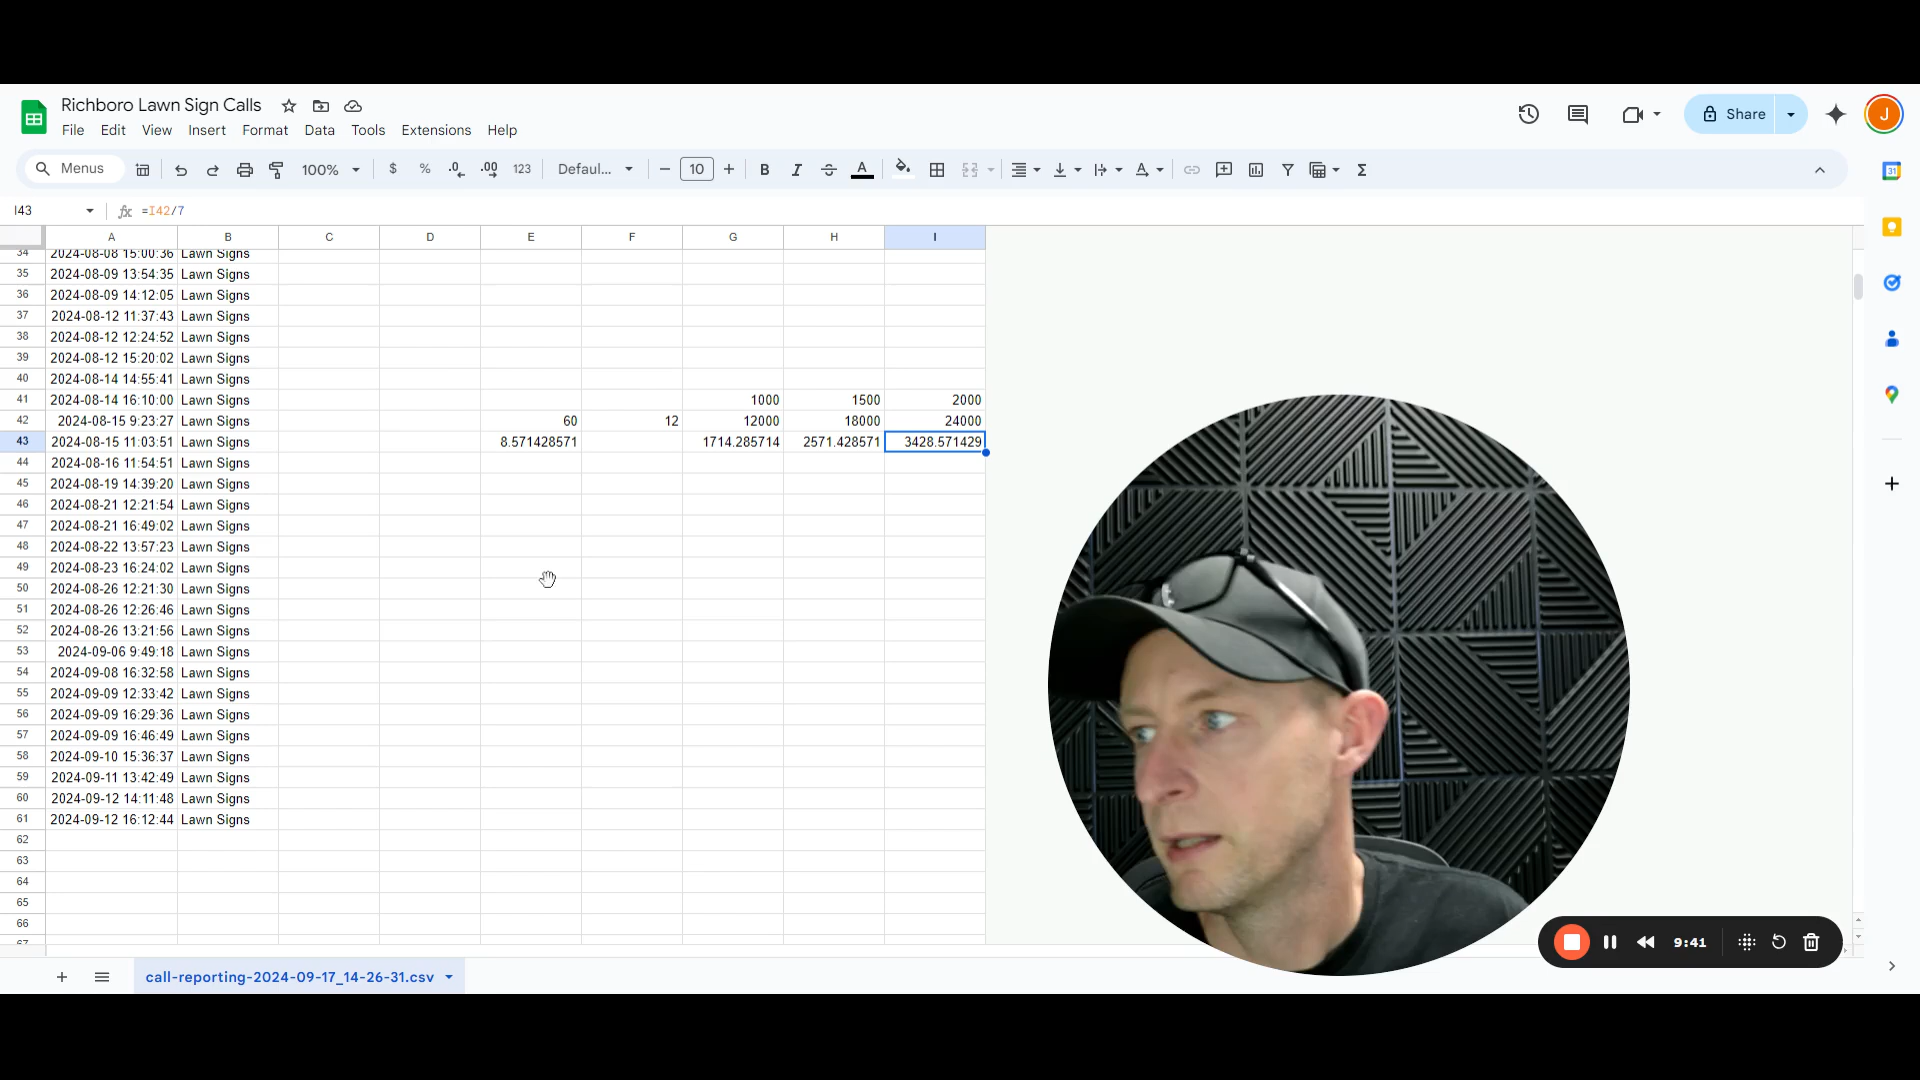 Richboro Lawn Sign Calls
File Edit View Insert Format Data Tools Extensions Help
Share
J
Menus 100% $ % .0 .00 123 Defaul... 10 B I A Σ
31
I43 fx =I42/7
A B C D E F G H I
34 2024-08-08 15:00:36 Lawn Signs
35 2024-08-09 13:54:35 Lawn Signs
36 2024-08-09 14:12:05 Lawn Signs
37 2024-08-12 11:37:43 Lawn Signs
38 2024-08-12 12:24:52 Lawn Signs
39 2024-08-12 15:20:02 Lawn Signs
40 2024-08-14 14:55:41 Lawn Signs
41 2024-08-14 16:10:00 Lawn Signs 1000 1500 2000
42 2024-08-15 9:23:27 Lawn Signs 60 12 12000 18000 24000
43 2024-08-15 11:03:51 Lawn Signs 8.571428571 1714.285714 2571.428571 3428.571429
44 2024-08-16 11:54:51 Lawn Signs
45 2024-08-19 14:39:20 Lawn Signs
46 2024-08-21 12:21:54 Lawn Signs
47 2024-08-21 16:49:02 Lawn Signs
48 2024-08-22 13:57:23 Lawn Signs
49 2024-08-23 16:24:02 Lawn Signs
50 2024-08-26 12:21:30 Lawn Signs
51 2024-08-26 12:26:46 Lawn Signs
52 2024-08-26 13:21:56 Lawn Signs
53 2024-09-06 9:49:18 Lawn Signs
54 2024-09-08 16:32:58 Lawn Signs
55 2024-09-09 12:33:42 Lawn Signs
56 2024-09-09 16:29:36 Lawn Signs
57 2024-09-09 16:46:49 Lawn Signs
58 2024-09-10 15:36:37 Lawn Signs
59 2024-09-11 13:42:49 Lawn Signs
60 2024-09-12 14:11:48 Lawn Signs
61 2024-09-12 16:12:44 Lawn Signs
62
63
64
65
66
67
9:41
call-reporting-2024-09-17_14-26-31.csv